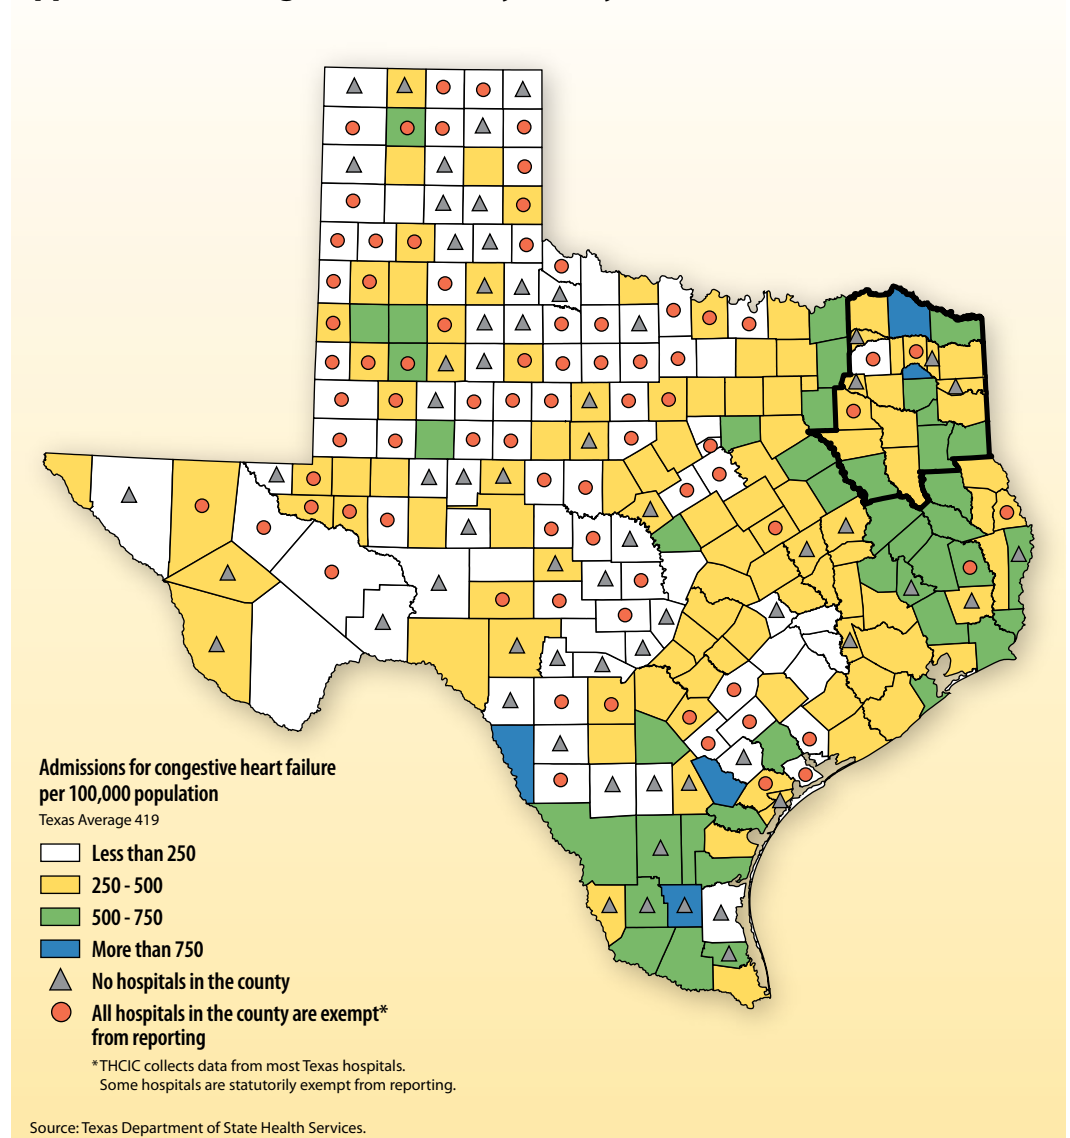 Admissions for congestive heart failure
per 100,000 population
Texas Average 419
Less than 250
250 - 500
500 - 750
More than 750
No hospitals in the county
All hospitals in the county are exempt*
from reporting
*THCIC collects data from most Texas hospitals.
Some hospitals are statutorily exempt from reporting.
Source: Texas Department of State Health Services.